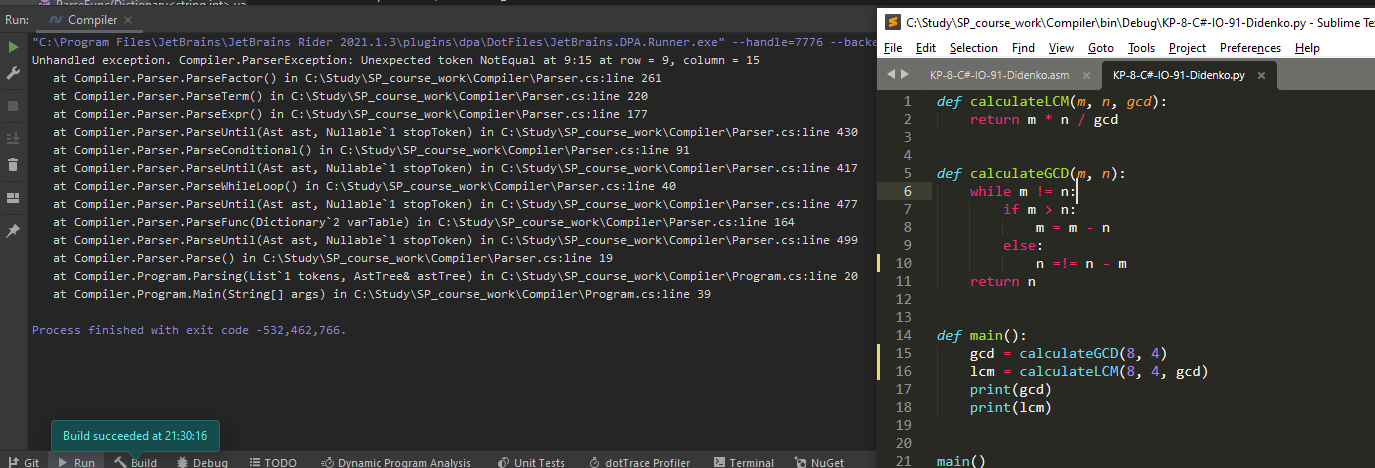 ParseFunc(Dictionary<string,int> va
Run: Compiler ×
"C:\Program Files\JetBrains\JetBrains Rider 2021.1.3\plugins\dpa\DotFiles\JetBrains.DPA.Runner.exe" --handle=7776 --backe
Unhandled exception. Compiler.ParserException: Unexpected token NotEqual at 9:15 at row = 9, column = 15
at Compiler.Parser.ParseFactor() in C:\Study\SP_course_work\Compiler\Parser.cs:line 261
at Compiler.Parser.ParseTerm() in C:\Study\SP_course_work\Compiler\Parser.cs:line 220
at Compiler.Parser.ParseExpr() in C:\Study\SP_course_work\Compiler\Parser.cs:line 177
at Compiler.Parser.ParseUntil(Ast ast, Nullable`1 stopToken) in C:\Study\SP_course_work\Compiler\Parser.cs:line 430
at Compiler.Parser.ParseConditional() in C:\Study\SP_course_work\Compiler\Parser.cs:line 91
at Compiler.Parser.ParseUntil(Ast ast, Nullable`1 stopToken) in C:\Study\SP_course_work\Compiler\Parser.cs:line 417
at Compiler.Parser.ParseWhileLoop() in C:\Study\SP_course_work\Compiler\Parser.cs:line 40
at Compiler.Parser.ParseUntil(Ast ast, Nullable`1 stopToken) in C:\Study\SP_course_work\Compiler\Parser.cs:line 477
at Compiler.Parser.ParseFunc(Dictionary`2 varTable) in C:\Study\SP_course_work\Compiler\Parser.cs:line 164
at Compiler.Parser.ParseUntil(Ast ast, Nullable`1 stopToken) in C:\Study\SP_course_work\Compiler\Parser.cs:line 499
at Compiler.Parser.Parse() in C:\Study\SP_course_work\Compiler\Parser.cs:line 19
at Compiler.Program.Parsing(List`1 tokens, AstTree& astTree) in C:\Study\SP_course_work\Compiler\Program.cs:line 20
at Compiler.Program.Main(String[] args) in C:\Study\SP_course_work\Compiler\Program.cs:line 39
Process finished with exit code -532,462,766.
Build succeeded at 21:30:16
Git Run Build Debug TODO Dynamic Program Analysis Unit Tests dotTrace Profiler Terminal NuGet
C:\Study\SP_course_work\Compiler\bin\Debug\KP-8-C#-IO-91-Didenko.py - Sublime Te
File Edit Selection Find View Goto Tools Project Preferences Help
KP-8-C#-IO-91-Didenko.asm × KP-8-C#-IO-91-Didenko.py ×
1 def calculateLCM(m, n, gcd):
2 return m * n / gcd
3
4
5 def calculateGCD(m, n):
6 while m != n:
7 if m > n:
8 m = m - n
9 else:
10 n =!= n - m
11 return n
12
13
14 def main():
15 gcd = calculateGCD(8, 4)
16 lcm = calculateLCM(8, 4, gcd)
17 print(gcd)
18 print(lcm)
19
20
21 main()